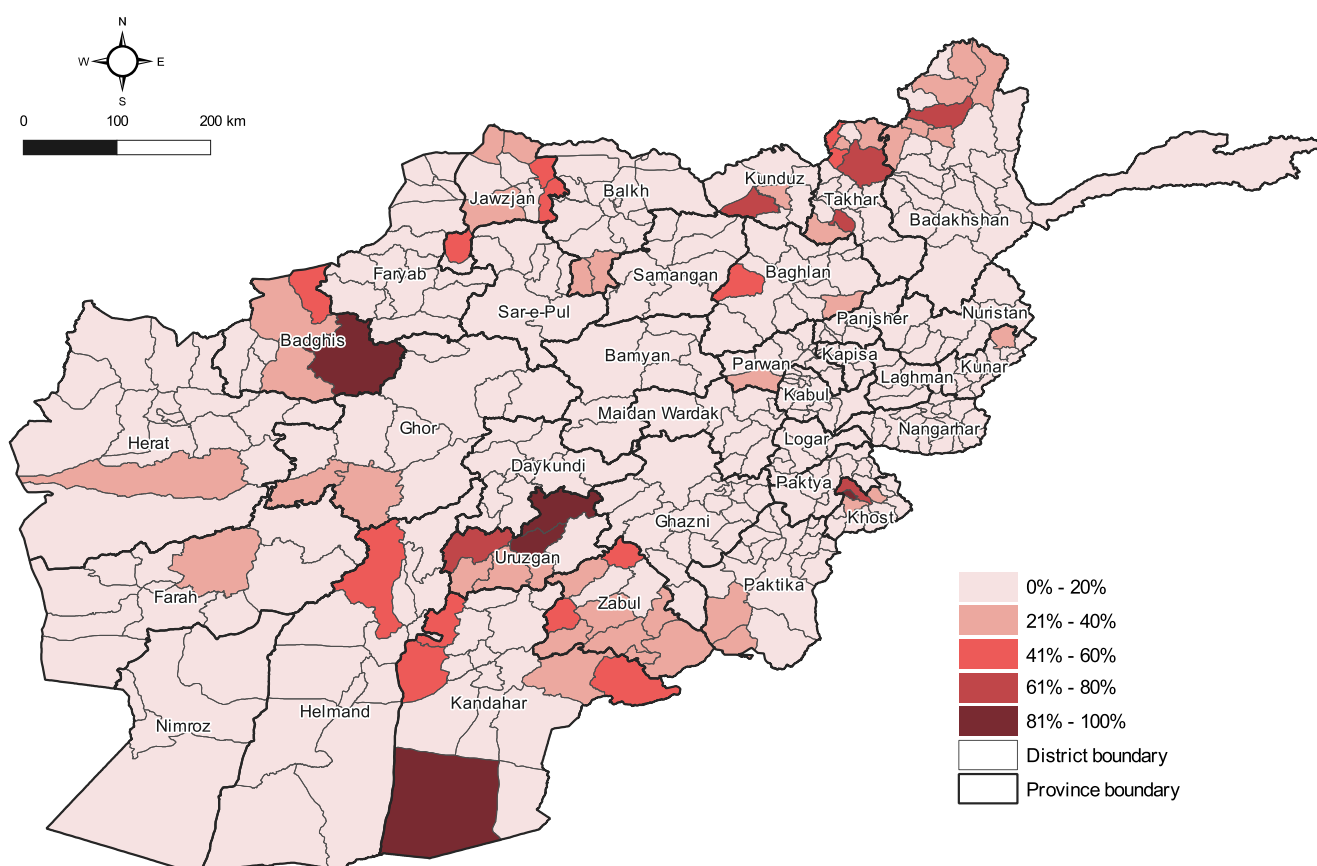 N
W E
S
0 100 200 km
Kunduz
Jawzjan
Balkh
Takhar
Badakhshan
Faryab
Samangan
Baghlan
Sar-e-Pul
Panjsher
Nuristan
Badghis
Bamyan
Parwan
Kapisa
Kunar
Laghman
Kabul
Maidan Wardak
Herat
Ghor
Logar
Nangarhar
Daykundi
Paktya
Ghazni
Khost
Uruzgan
Farah
Zabul
Paktika
Kandahar
Helmand
Nimroz
0% - 20%
21% - 40%
41% - 60%
61% - 80%
81% - 100%
District boundary
Province boundary